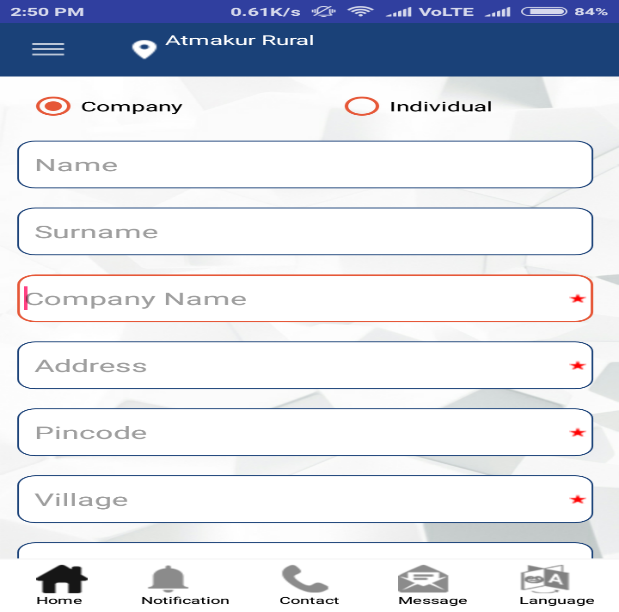 2:50 PM 0.61K/s VoLTE 84%
Atmakur Rural
Company Individual
Name
Surname
Company Name
Address
Pincode
Village
Home Notification Contact Message Language